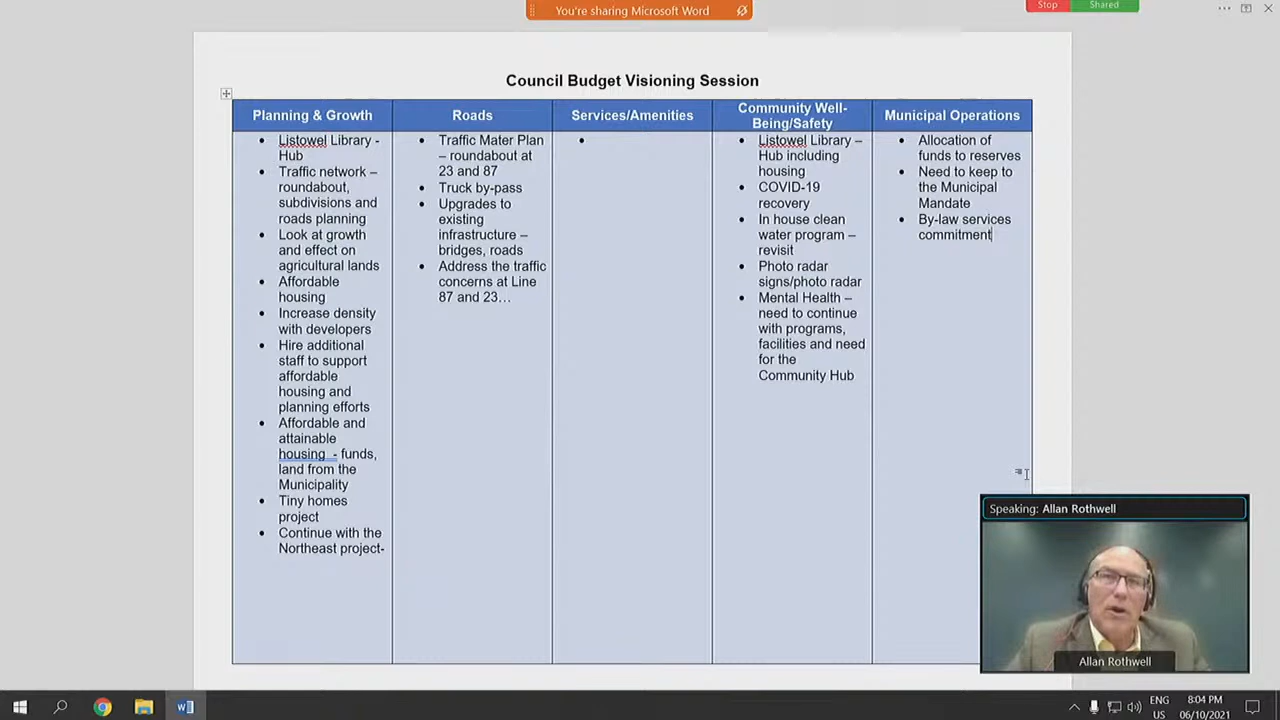 You're sharing Microsoft Word
Stop
Shared
Council Budget Visioning Session
Planning & Growth
Roads
Services/Amenities
Community Well-
Being/Safety
Municipal Operations
• Listowel Library -
Hub
• Traffic network –
roundabout,
subdivisions and
roads planning
• Look at growth
and effect on
agricultural lands
• Affordable
housing
• Increase density
with developers
• Hire additional
staff to support
affordable
housing and
planning efforts
• Affordable and
attainable
housing - funds,
land from the
Municipality
• Tiny homes
project
• Continue with the
Northeast project-
• Traffic Mater Plan
– roundabout at
23 and 87
• Truck by-pass
• Upgrades to
existing
infrastructure –
bridges, roads
• Address the traffic
concerns at Line
87 and 23…
•
• Listowel Library –
Hub including
housing
• COVID-19
recovery
• In house clean
water program –
revisit
• Photo radar
signs/photo radar
• Mental Health –
need to continue
with programs,
facilities and need
for the
Community Hub
• Allocation of
funds to reserves
• Need to keep to
the Municipal
Mandate
• By-law services
commitment
Speaking: Allan Rothwell
Allan Rothwell
ENG
US
8:04 PM
06/10/2021